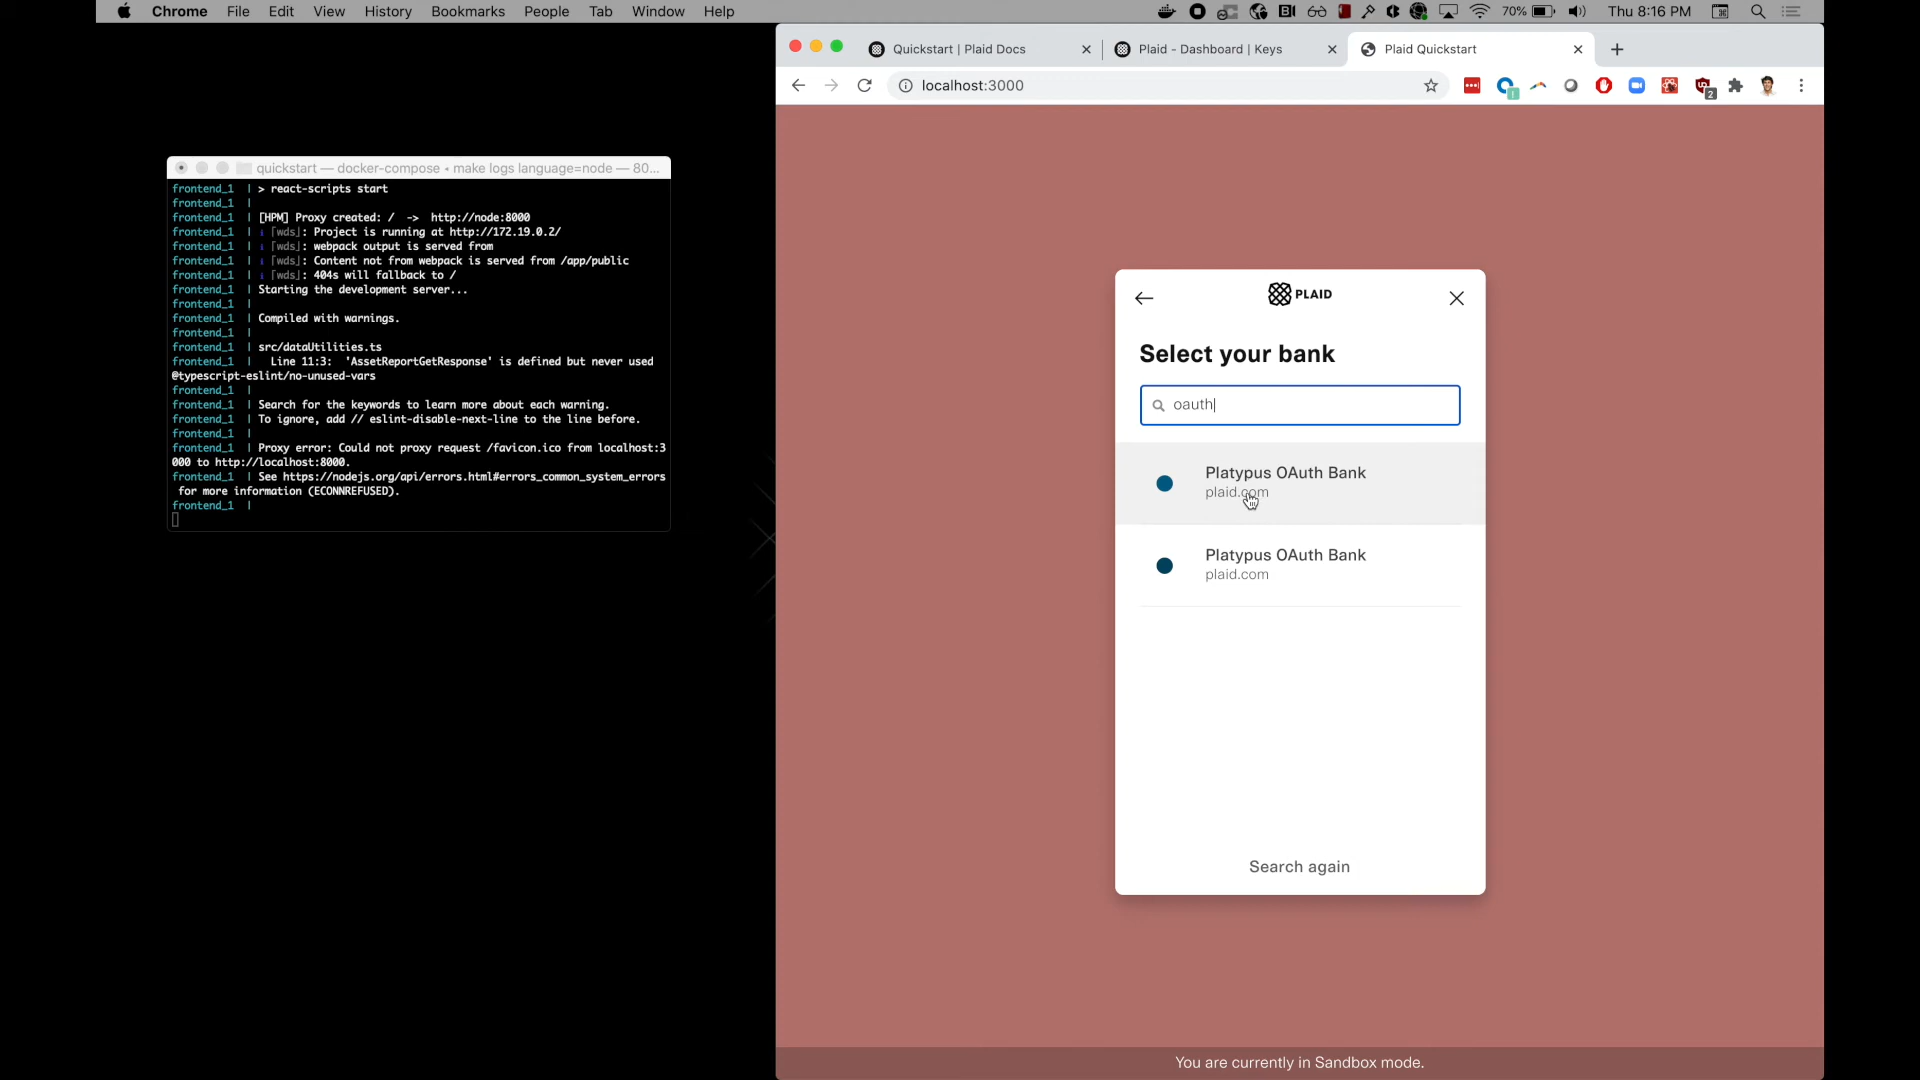 Chrome File Edit View History Bookmarks People Tab Window Help 70% Thu 8:16 PM
Quickstart | Plaid Docs
Plaid - Dashboard | Keys
Plaid Quickstart
localhost:3000
quickstart — docker-compose • make logs language=node — 80...
frontend_1 | > react-scripts start
frontend_1 |
frontend_1 | [HPM] Proxy created: / -> http://node:8000
frontend_1 | i 「wds」: Project is running at http://172.19.0.2/
frontend_1 | i 「wds」: webpack output is served from
frontend_1 | i 「wds」: Content not from webpack is served from /app/public
frontend_1 | i 「wds」: 404s will fallback to /
frontend_1 | Starting the development server...
frontend_1 |
frontend_1 | Compiled with warnings.
frontend_1 |
frontend_1 | src/dataUtilities.ts
frontend_1 | Line 11:3: 'AssetReportGetResponse' is defined but never used
@typescript-eslint/no-unused-vars
frontend_1 |
frontend_1 | Search for the keywords to learn more about each warning.
frontend_1 | To ignore, add // eslint-disable-next-line to the line before.
frontend_1 |
frontend_1 | Proxy error: Could not proxy request /favicon.ico from localhost:3
000 to http://localhost:8000.
frontend_1 | See https://nodejs.org/api/errors.html#errors_common_system_errors
for more information (ECONNREFUSED).
frontend_1 |
PLAID
Select your bank
oauth
Platypus OAuth Bank
plaid.com
Platypus OAuth Bank
plaid.com
Search again
You are currently in Sandbox mode.